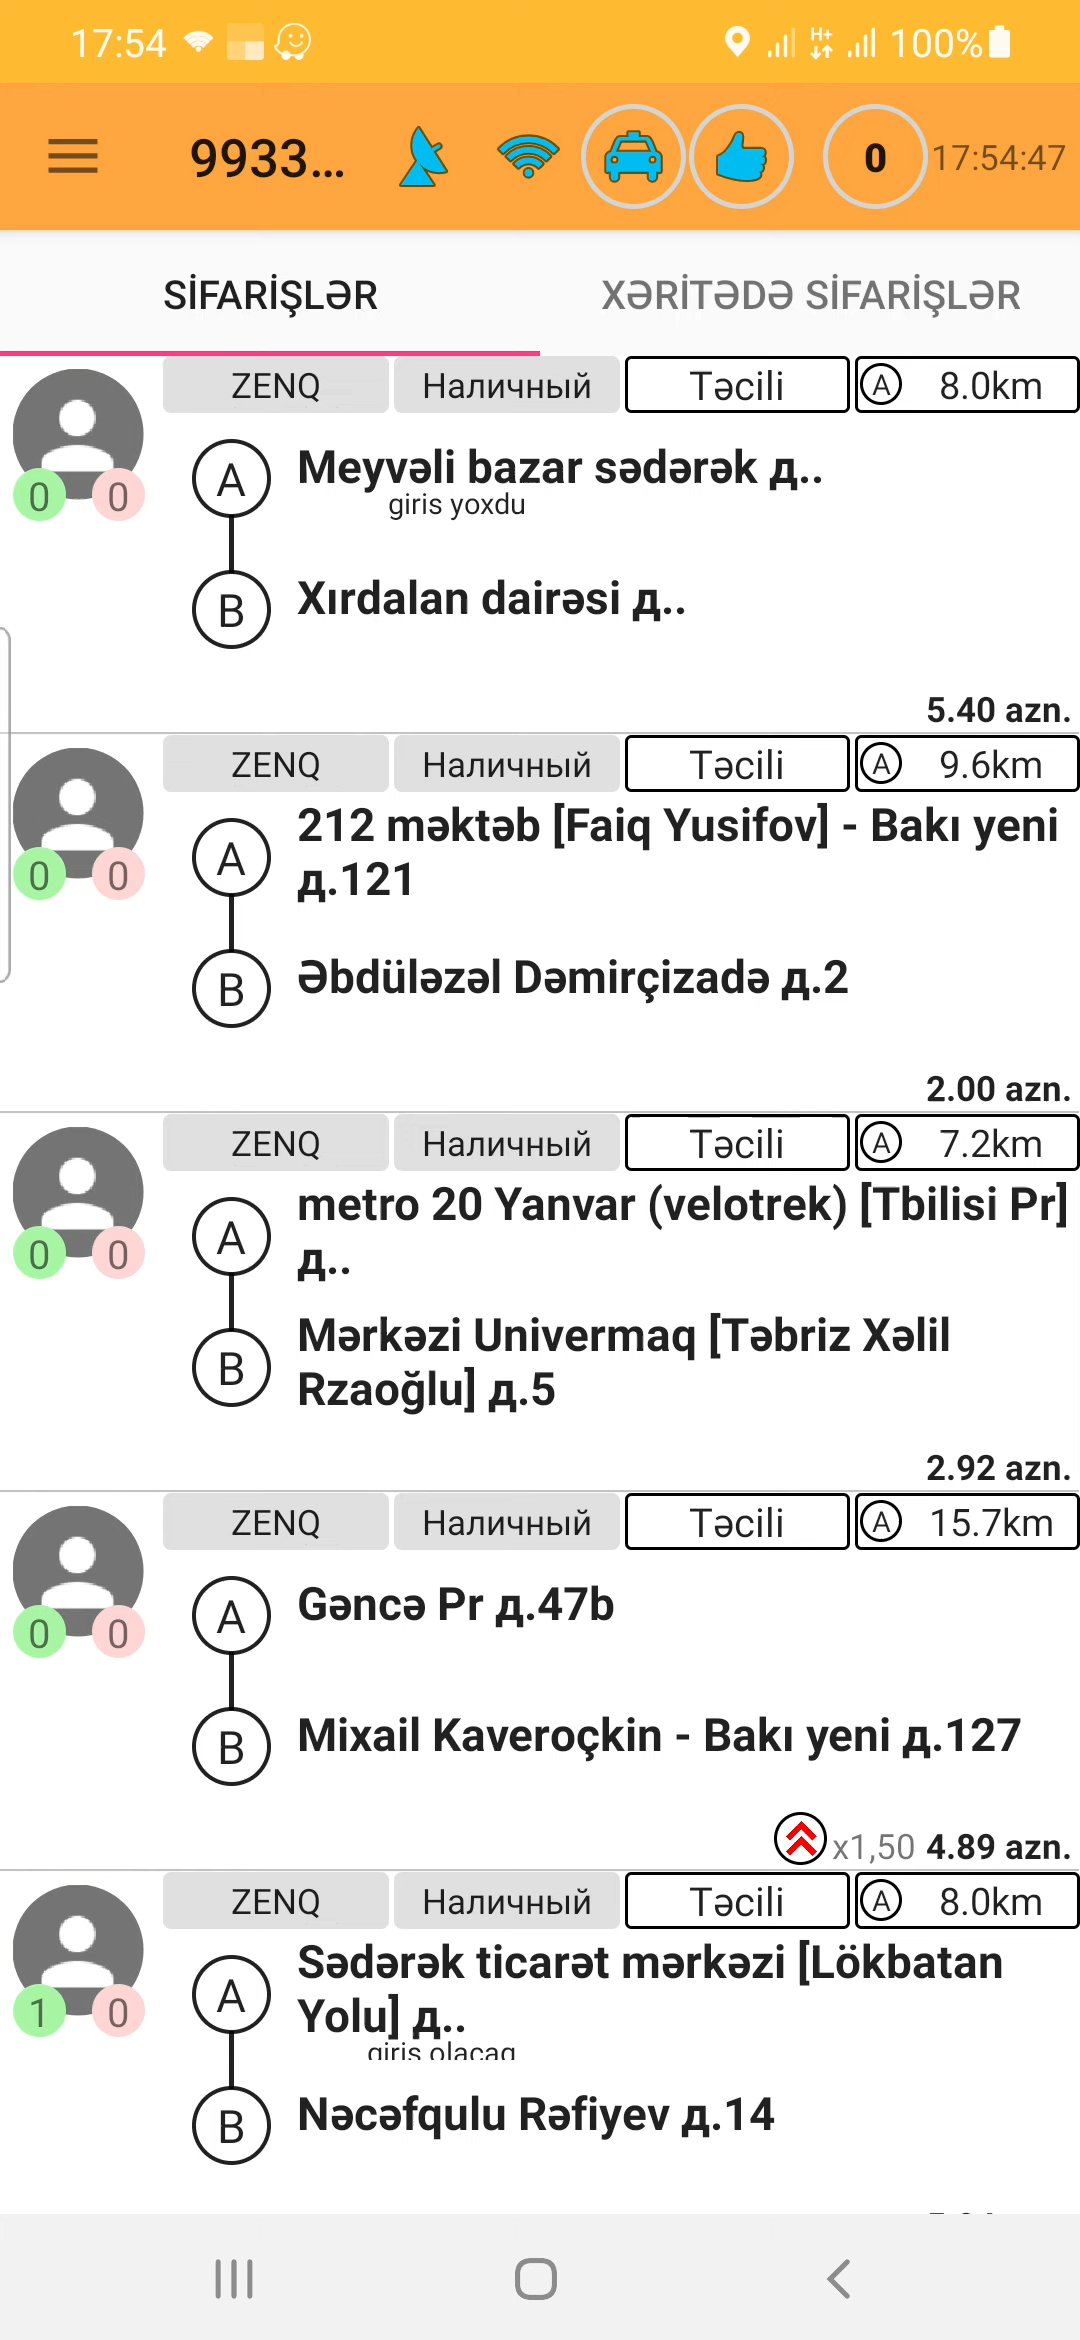 17:54 H+ 100%
9933... 0 17:54:47
SİFARİŞLƏR XƏRİTƏDƏ SİFARİŞLƏR
ZENQ Наличный Təcili A 8.0km
0 0
A Meyvəli bazar sədərək д..
giris yoxdu
B Xırdalan dairəsi д..
5.40 azn.
ZENQ Наличный Təcili A 9.6km
0 0
A 212 məktəb [Faiq Yusifov] - Bakı yeni
д.121
B Əbdüləzəl Dəmirçizadə д.2
2.00 azn.
ZENQ Наличный Təcili A 7.2km
0 0
A metro 20 Yanvar (velotrek) [Tbilisi Pr]
д..
B Mərkəzi Univermaq [Təbriz Xəlil
Rzaoğlu] д.5
2.92 azn.
ZENQ Наличный Təcili A 15.7km
0 0
A Gəncə Pr д.47b
B Mixail Kaveroçkin - Bakı yeni д.127
x1,50 4.89 azn.
ZENQ Наличный Təcili A 8.0km
1 0
A Sədərək ticarət mərkəzi [Lökbatan
Yolu] д..
giris olacaq
B Nəcəfqulu Rəfiyev д.14